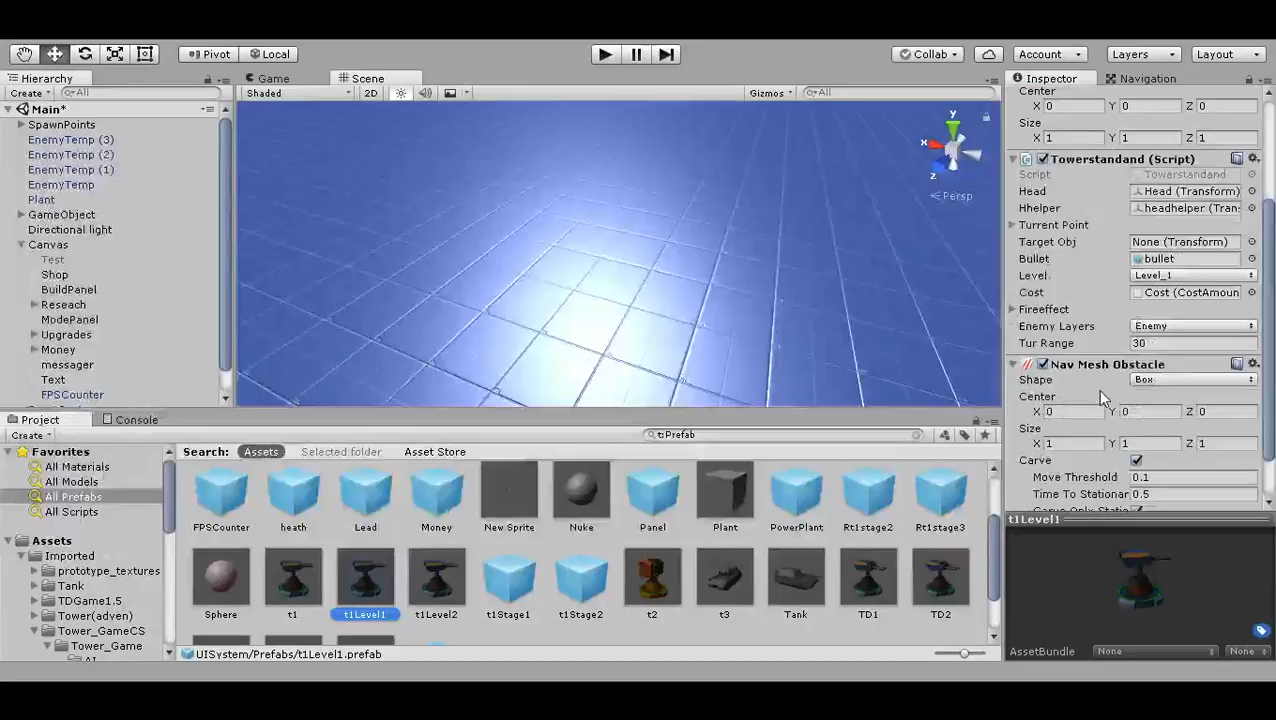 Pivot Local Collab Account Layers Layout
Hierarchy Game Scene Inspector Navigation
Create All Shaded 2D Gizmos All
Main*
SpawnPoints
EnemyTemp (3)
EnemyTemp (2)
EnemyTemp (1)
EnemyTemp
Plant
GameObject
Directional light
Canvas
Test
Shop
BuildPanel
Reseach
ModePanel
Upgrades
Money
messager
Text
FPSCounter
y
x
z
Persp
Center
X 0 Y 0 Z 0
Size
X 1 Y 1 Z 1
Towerstandand (Script)
Script Towerstandand
Head Head (Transform)
Hhelper headhelper (Tran
Turrent Point
Target Obj None (Transform)
Bullet bullet
Level Level_1
Cost Cost (CostAmoun
Fireeffect
Enemy Layers Enemy
Tur Range 30
Nav Mesh Obstacle
Shape Box
Center
X 0 Y 0 Z 0
Size
X 1 Y 1 Z 1
Carve
Move Threshold 0.1
Time To Stationar 0.5
Project Console
Create t:Prefab
Favorites
All Materials
All Models
All Prefabs
All Scripts
Assets
Imported
prototype_textures
Tank
TDGame1.5
Tower(adven)
Tower_GameCS
Tower_Game
Search: Assets Selected folder Asset Store
FPSCounter heath Lead Money New Sprite Nuke Panel Plant PowerPlant Rt1stage2 Rt1stage3
Sphere t1 t1Level1 t1Level2 t1Stage1 t1Stage2 t2 t3 Tank TD1 TD2
UISystem/Prefabs/t1Level1.prefab
t1Level1
AssetBundle None None